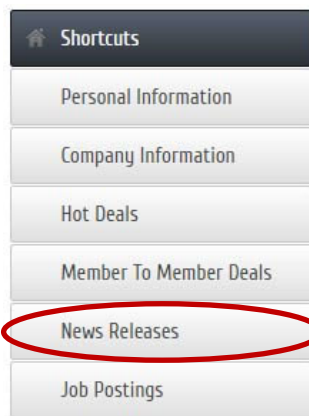 Shortcuts
Personal Information
Company Information
Hot Deals
Member To Member Deals
News Releases
Job Postings